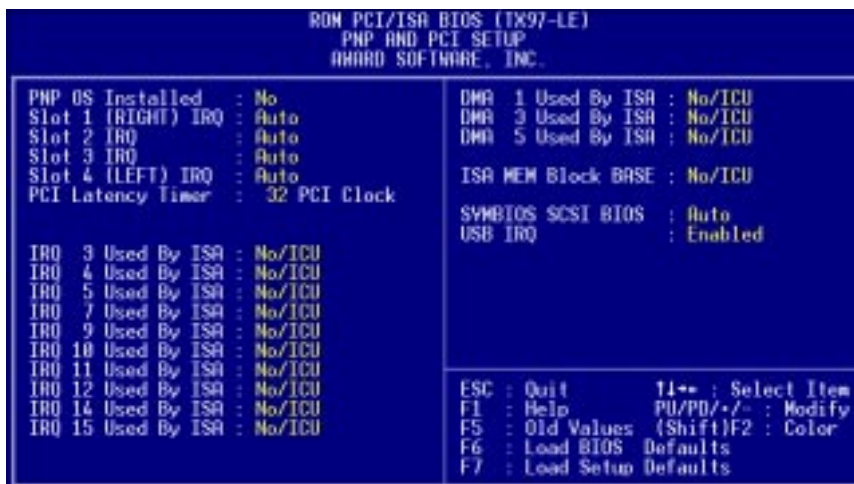 ROM PCI/ISA BIOS (TX97-LE)
PNP AND PCI SETUP
AWARD SOFTWARE, INC.
PNP OS Installed : No
Slot 1 (RIGHT) IRQ : Auto
Slot 2 IRQ : Auto
Slot 3 IRQ : Auto
Slot 4 (LEFT) IRQ : Auto
PCI Latency Timer : 32 PCI Clock
IRQ 3 Used By ISA : No/ICU
IRQ 4 Used By ISA : No/ICU
IRQ 5 Used By ISA : No/ICU
IRQ 7 Used By ISA : No/ICU
IRQ 9 Used By ISA : No/ICU
IRQ 10 Used By ISA : No/ICU
IRQ 11 Used By ISA : No/ICU
IRQ 12 Used By ISA : No/ICU
IRQ 14 Used By ISA : No/ICU
IRQ 15 Used By ISA : No/ICU
DMA 1 Used By ISA : No/ICU
DMA 3 Used By ISA : No/ICU
DMA 5 Used By ISA : No/ICU
ISA MEM Block BASE : No/ICU
SYMBIOS SCSI BIOS : Auto
USB IRQ : Enabled
ESC : Quit ↑↓→← : Select Item
F1 : Help PU/PD/+/- : Modify
F5 : Old Values (Shift)F2 : Color
F6 : Load BIOS Defaults
F7 : Load Setup Defaults